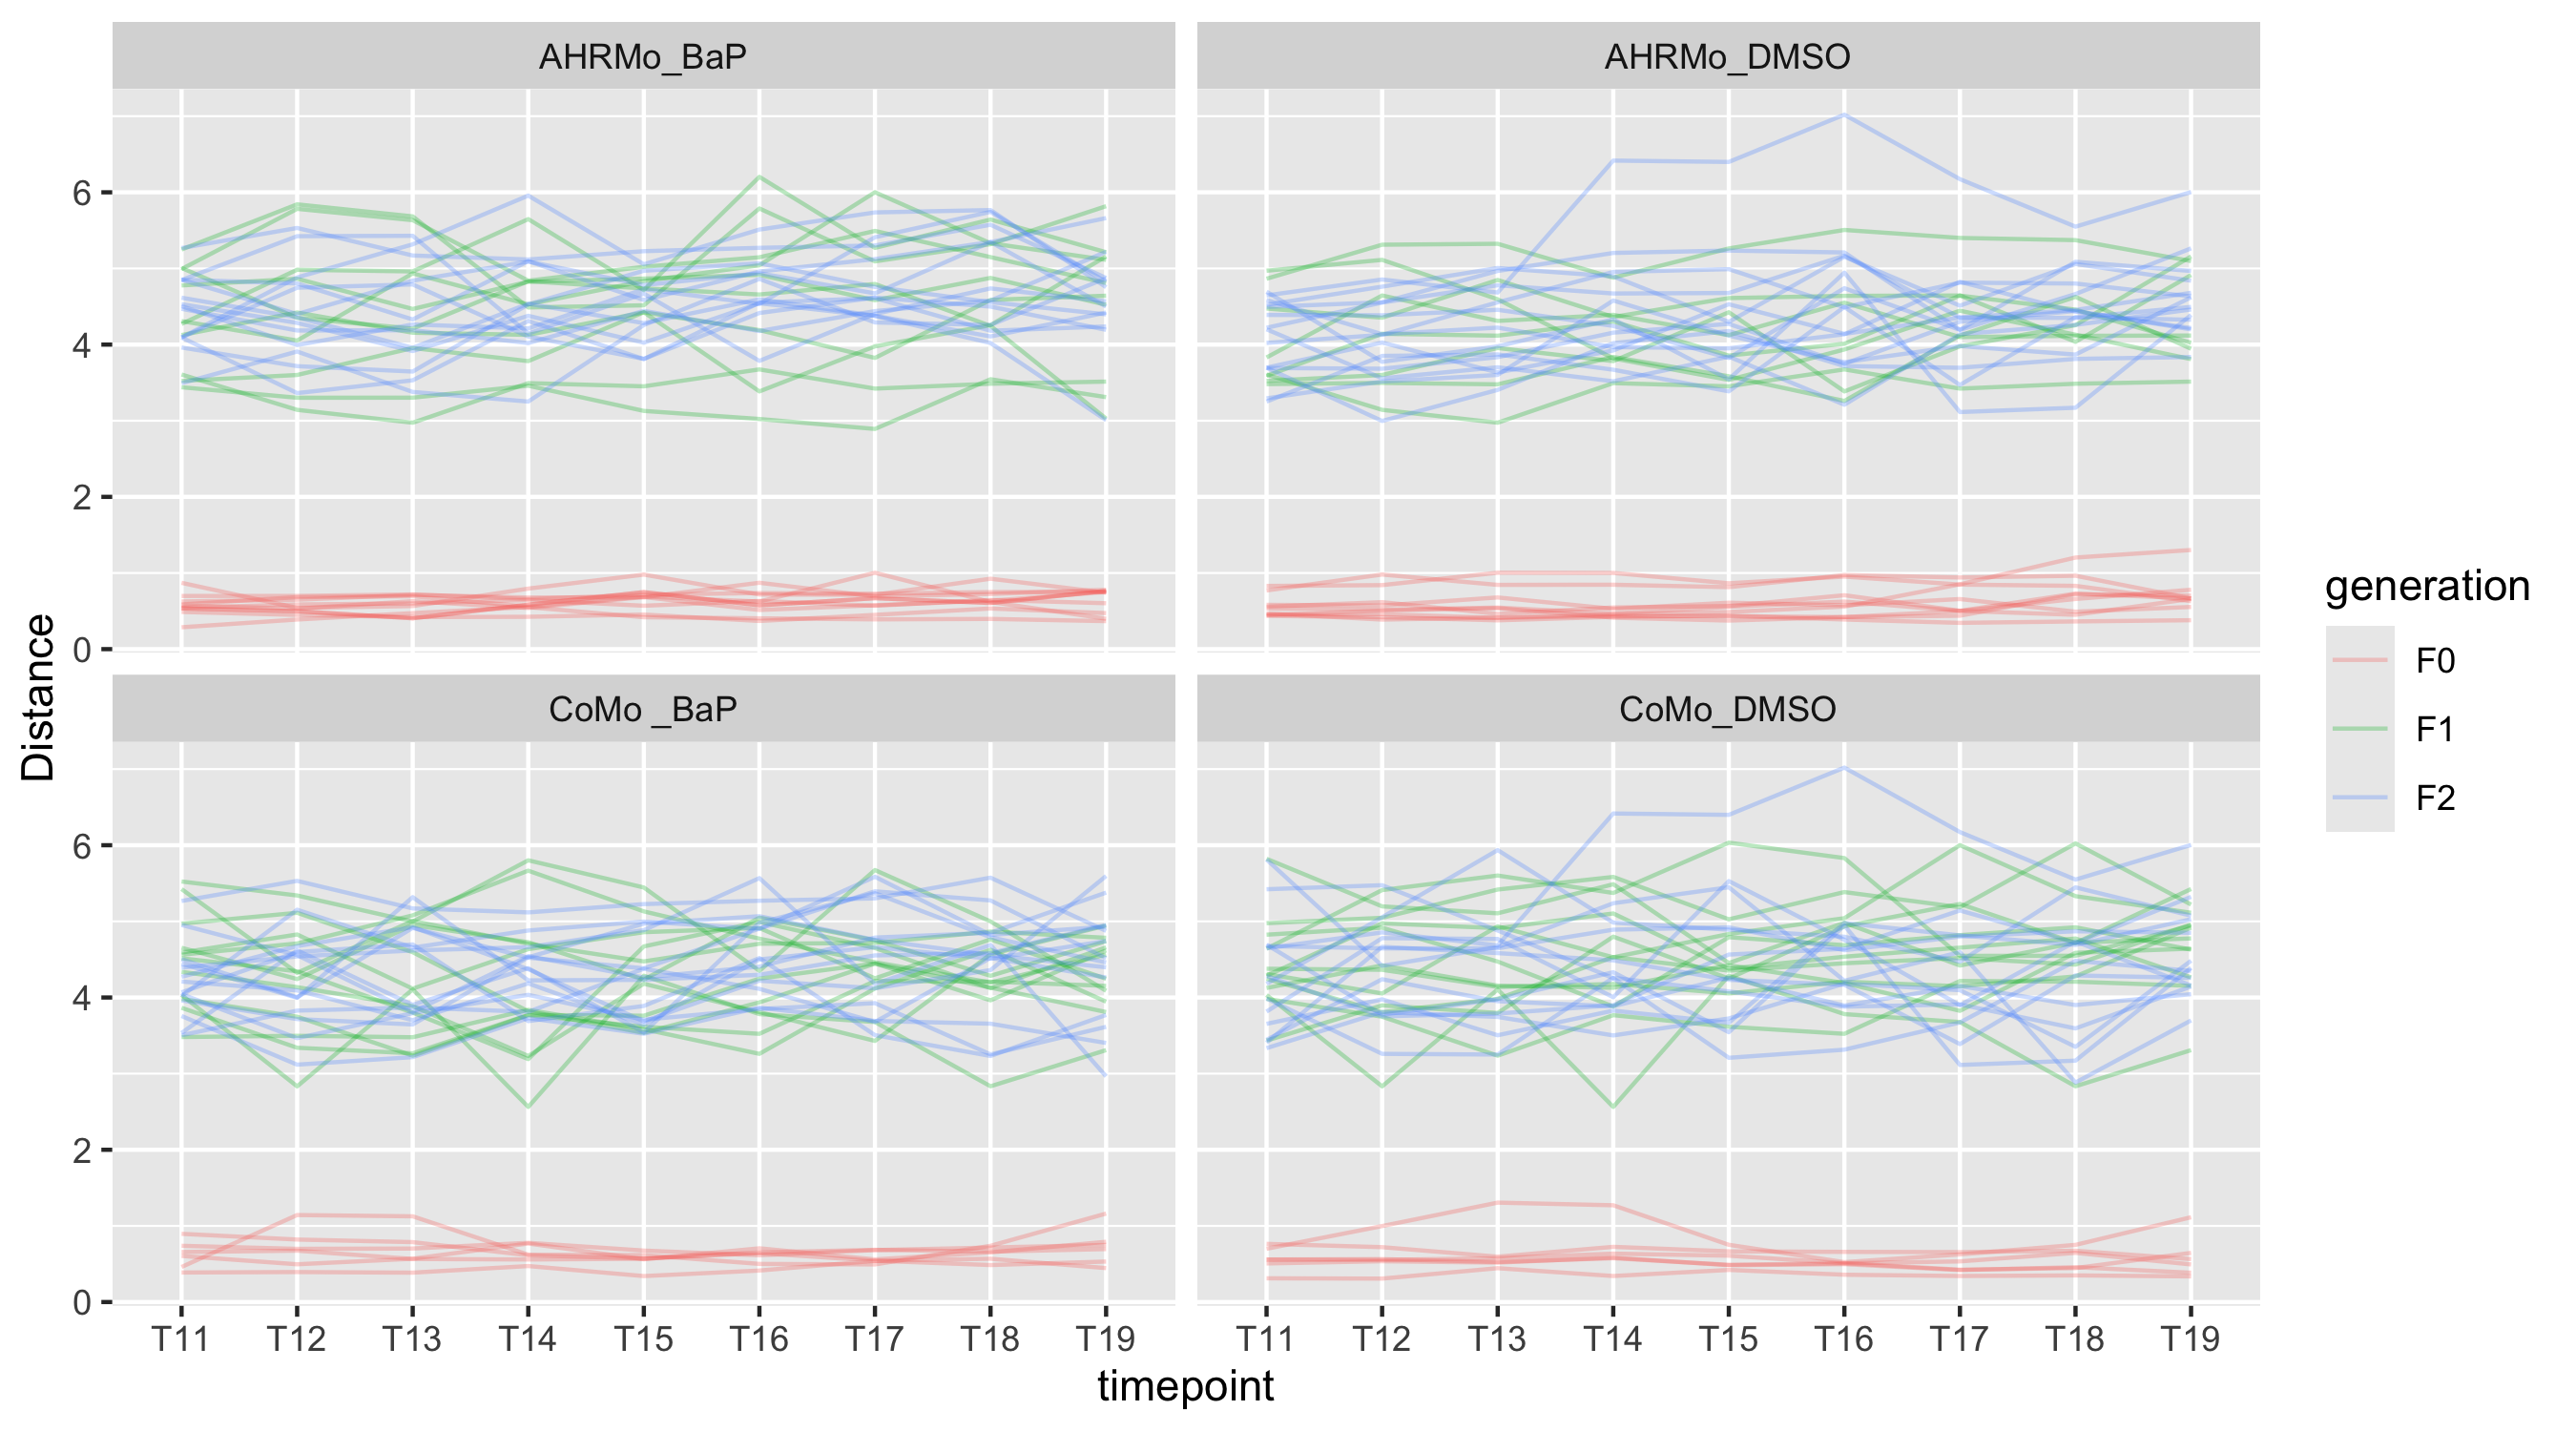 AHRMo_BaP
AHRMo_DMSO
6
4
2
0
CoMo _BaP
CoMo_DMSO
6
4
2
0
T11 T12 T13 T14 T15 T16 T17 T18 T19
T11 T12 T13 T14 T15 T16 T17 T18 T19
timepoint
Distance
generation
F0
F1
F2